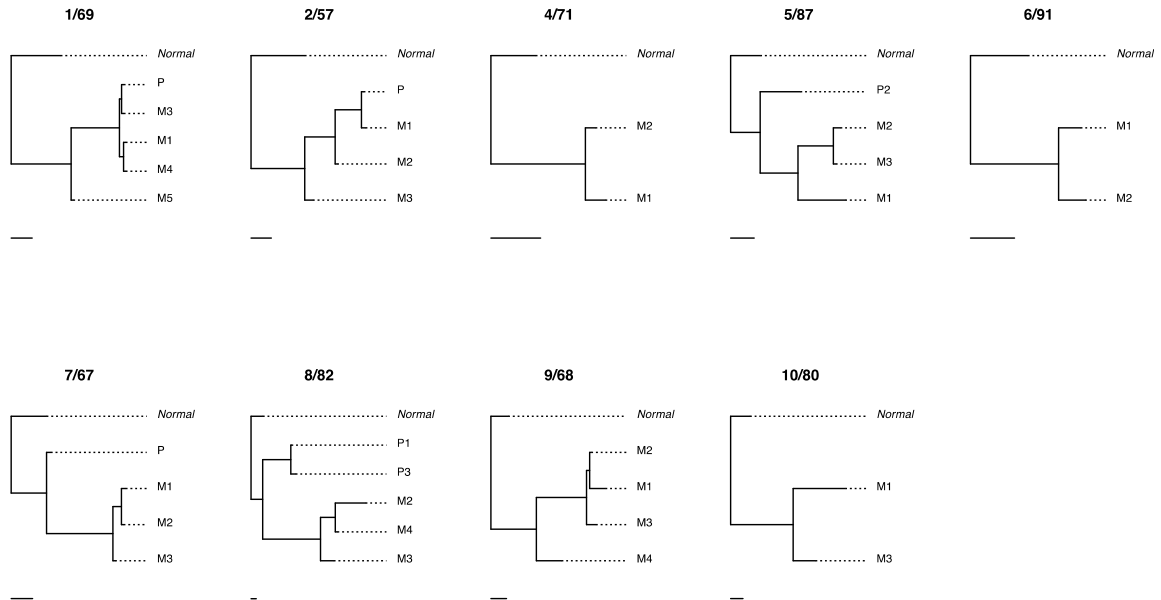 1/69
Normal
P
M3
M1
M4
M5
2/57
Normal
P
M1
M2
M3
4/71
Normal
M2
M1
5/87
Normal
P2
M2
M3
M1
6/91
Normal
M1
M2
7/67
Normal
P
M1
M2
M3
8/82
Normal
P1
P3
M2
M4
M3
9/68
Normal
M2
M1
M3
M4
10/80
Normal
M1
M3